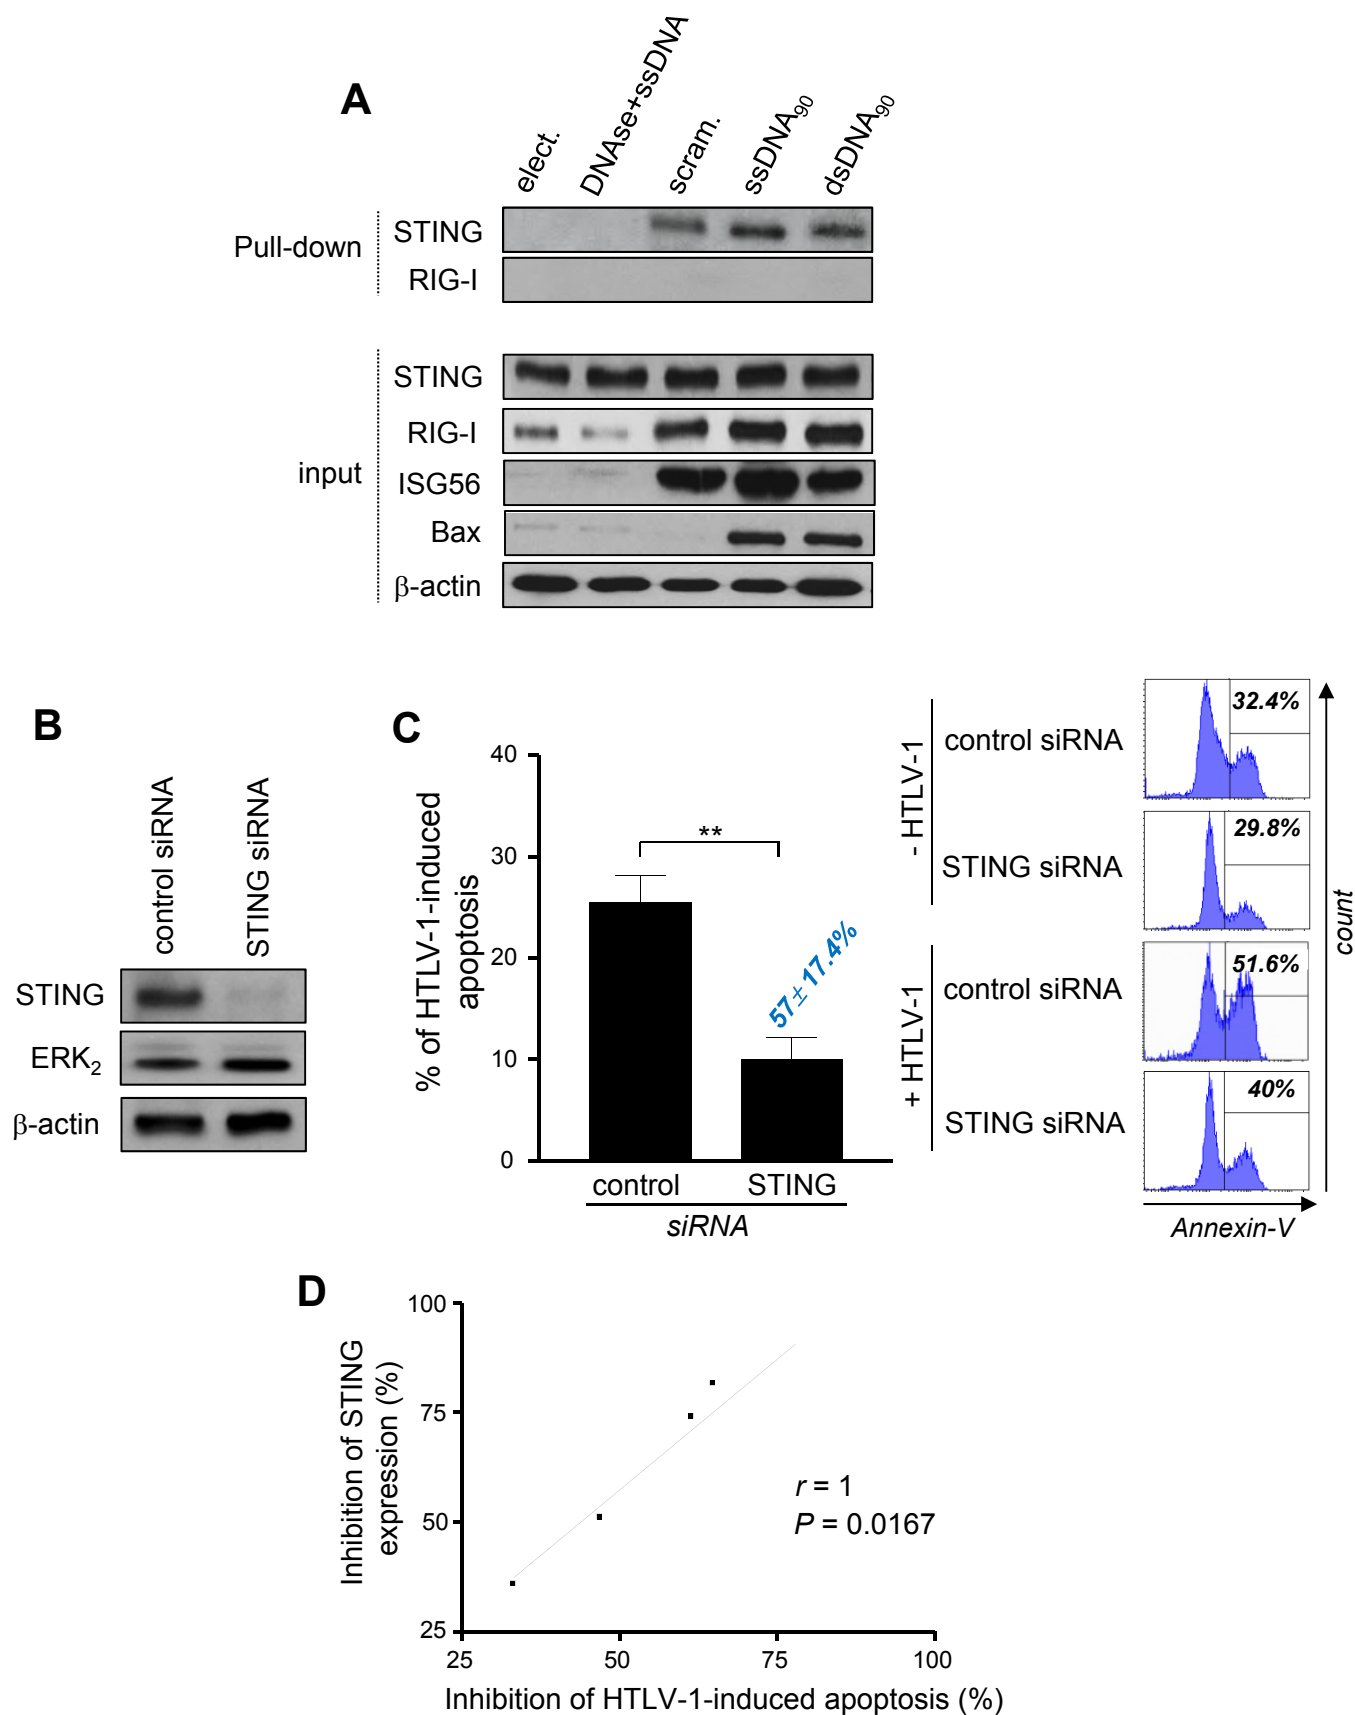 A
elect.
DNAse+ssDNA
scram.
ssDNA90
dsDNA90
Pull-down
STING
RIG-I
input
STING
RIG-I
ISG56
Bax
β-actin
B
control siRNA
STING siRNA
STING
ERK2
β-actin
C
% of HTLV-1-induced
apoptosis
40
30
20
10
0
**
57±17.4%
control
STING
siRNA
- HTLV-1
control siRNA
32.4%
STING siRNA
29.8%
+ HTLV-1
control siRNA
51.6%
STING siRNA
40%
count
Annexin-V
D
Inhibition of STING
expression (%)
100
75
50
25
r = 1
P = 0.0167
25
50
75
100
Inhibition of HTLV-1-induced apoptosis (%)